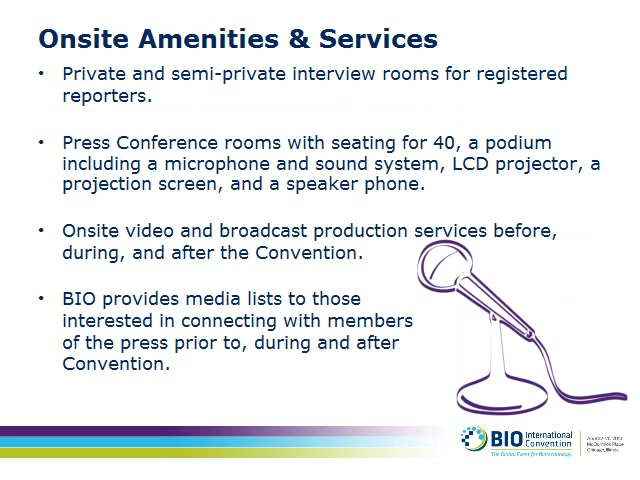 Onsite Amenities & Services
• Private and semi-private interview rooms for registered
reporters.
• Press Conference rooms with seating for 40, a podium
including a microphone and sound system, LCD projector, a
projection screen, and a speaker phone.
• Onsite video and broadcast production services before,
during, and after the Convention.
• BIO provides media lists to those
interested in connecting with members
of the press prior to, during and after
Convention.
BIO International
Convention
The Global Event for Biotechnology
McCormick Place
Chicago, Illinois